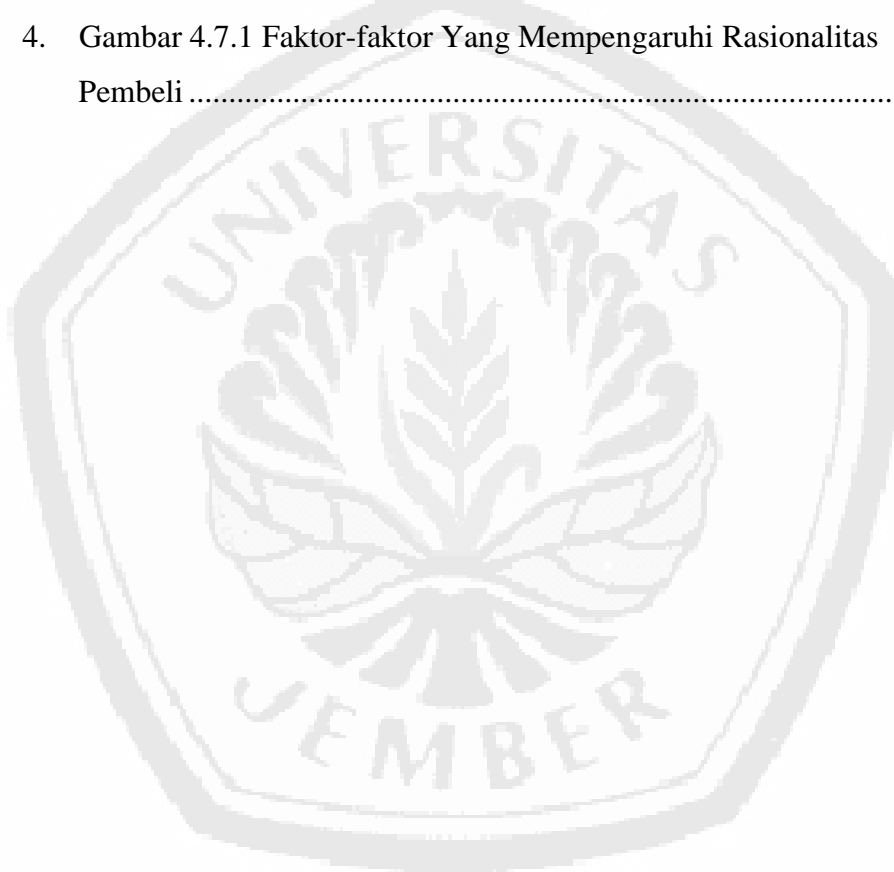 4. Gambar 4.7.1 Faktor-faktor Yang Mempengaruhi Rasionalitas
Pembeli ........................................................................................
UNIVERSITAS
JEMBER